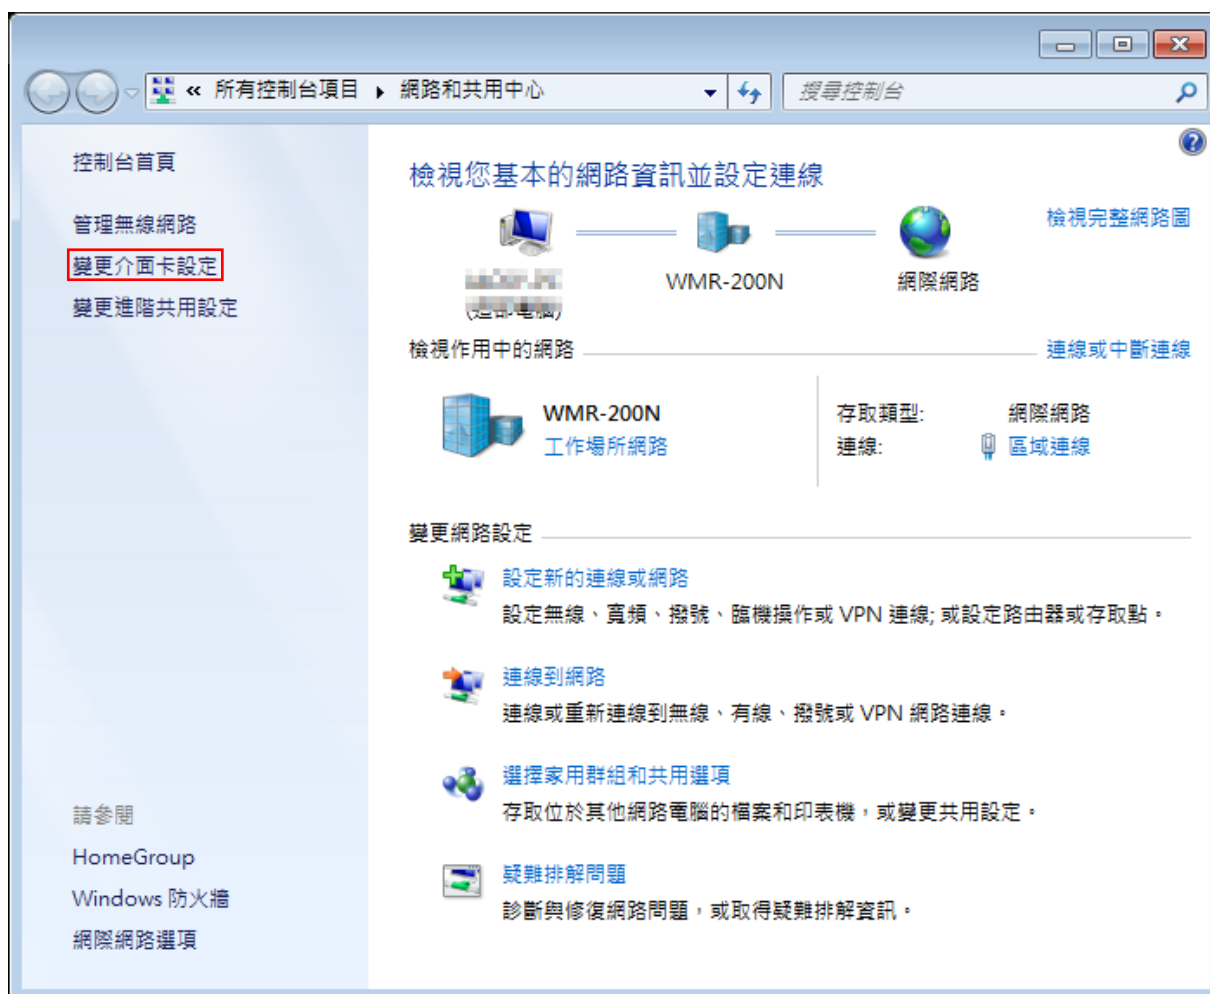 « 所有控制台項目 ▸ 網路和共用中心
搜尋控制台
控制台首頁
管理無線網路
變更介面卡設定
變更進階共用設定
請參閱
HomeGroup
Windows 防火牆
網際網路選項
檢視您基本的網路資訊並設定連線
檢視完整網路圖
WMR-200N
網際網路
(這部電腦)
檢視作用中的網路
連線或中斷連線
WMR-200N
工作場所網路
存取類型: 網際網路
連線: 區域連線
變更網路設定
設定新的連線或網路
設定無線、寬頻、撥號、臨機操作或 VPN 連線; 或設定路由器或存取點。
連線到網路
連線或重新連線到無線、有線、撥號或 VPN 網路連線。
選擇家用群組和共用選項
存取位於其他網路電腦的檔案和印表機，或變更共用設定。
疑難排解問題
診斷與修復網路問題，或取得疑難排解資訊。